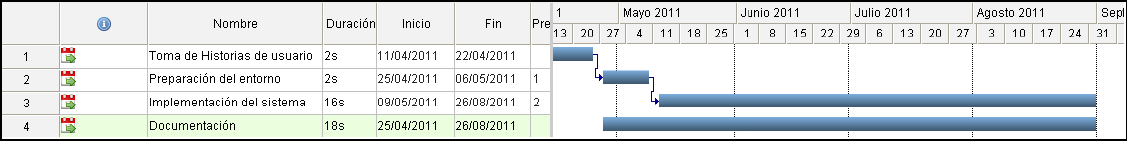 Nombre Duración Inicio Fin Pre
1 Mayo 2011 Junio 2011 Julio 2011 Agosto 2011 Sept
13 20 27 4 11 18 25 1 8 15 22 29 6 13 20 27 3 10 17 24 31
1 Toma de Historias de usuario 2s 11/04/2011 22/04/2011
2 Preparación del entorno 2s 25/04/2011 06/05/2011 1
3 Implementación del sistema 16s 09/05/2011 26/08/2011 2
4 Documentación 18s 25/04/2011 26/08/2011